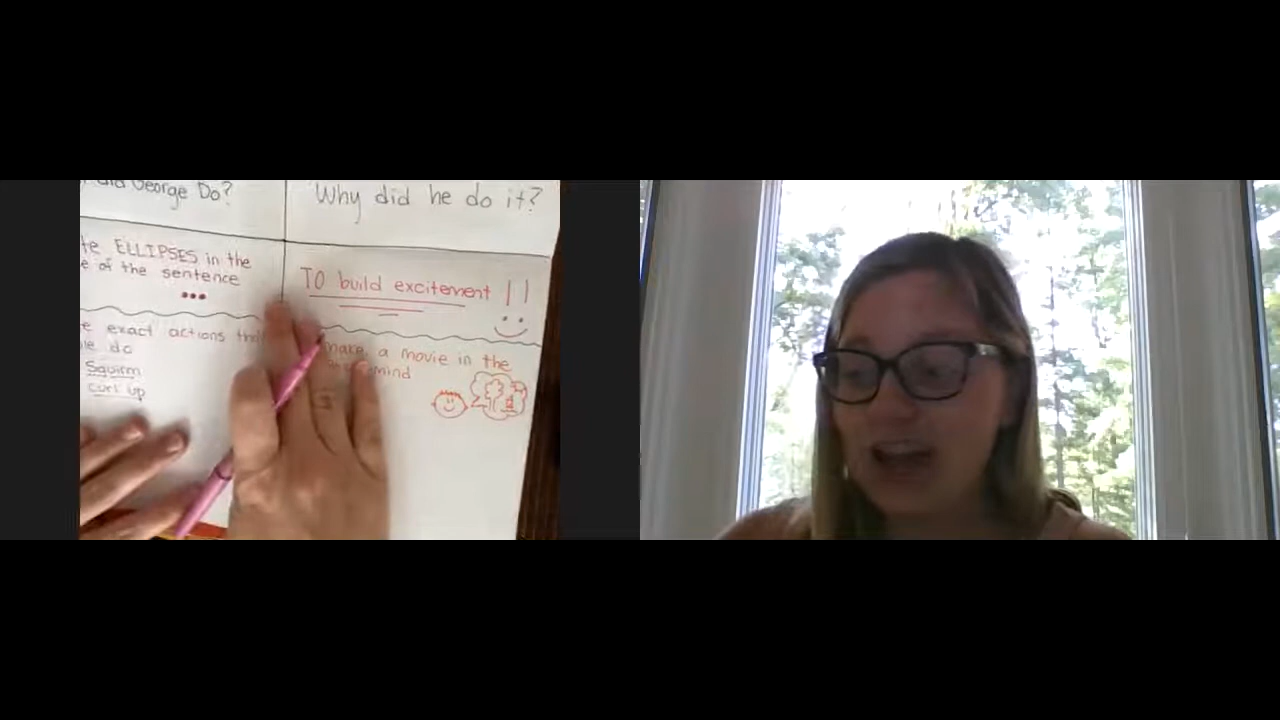 George Do?
Why did he do it?
ELLIPSES in the
of the sentence
...
TO build excitement !!
exact actions
do
Squirm
curl up
make a movie in the
mind